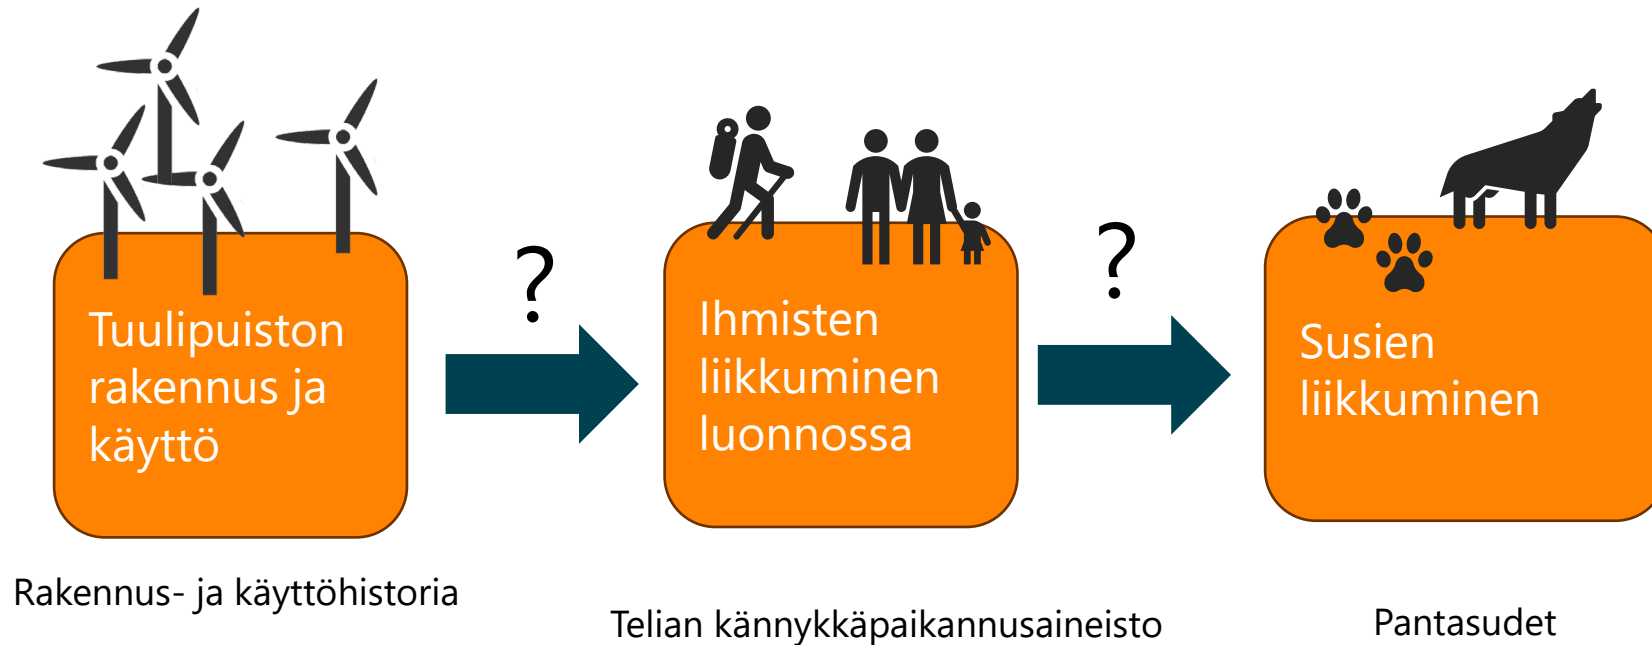 Tuulipuiston
rakennus ja
käyttö
?
Ihmisten
liikkuminen
luonnossa
?
Susien
liikkuminen
Rakennus- ja käyttöhistoria
Telian kännykkäpaikannusaineisto
Pantasudet